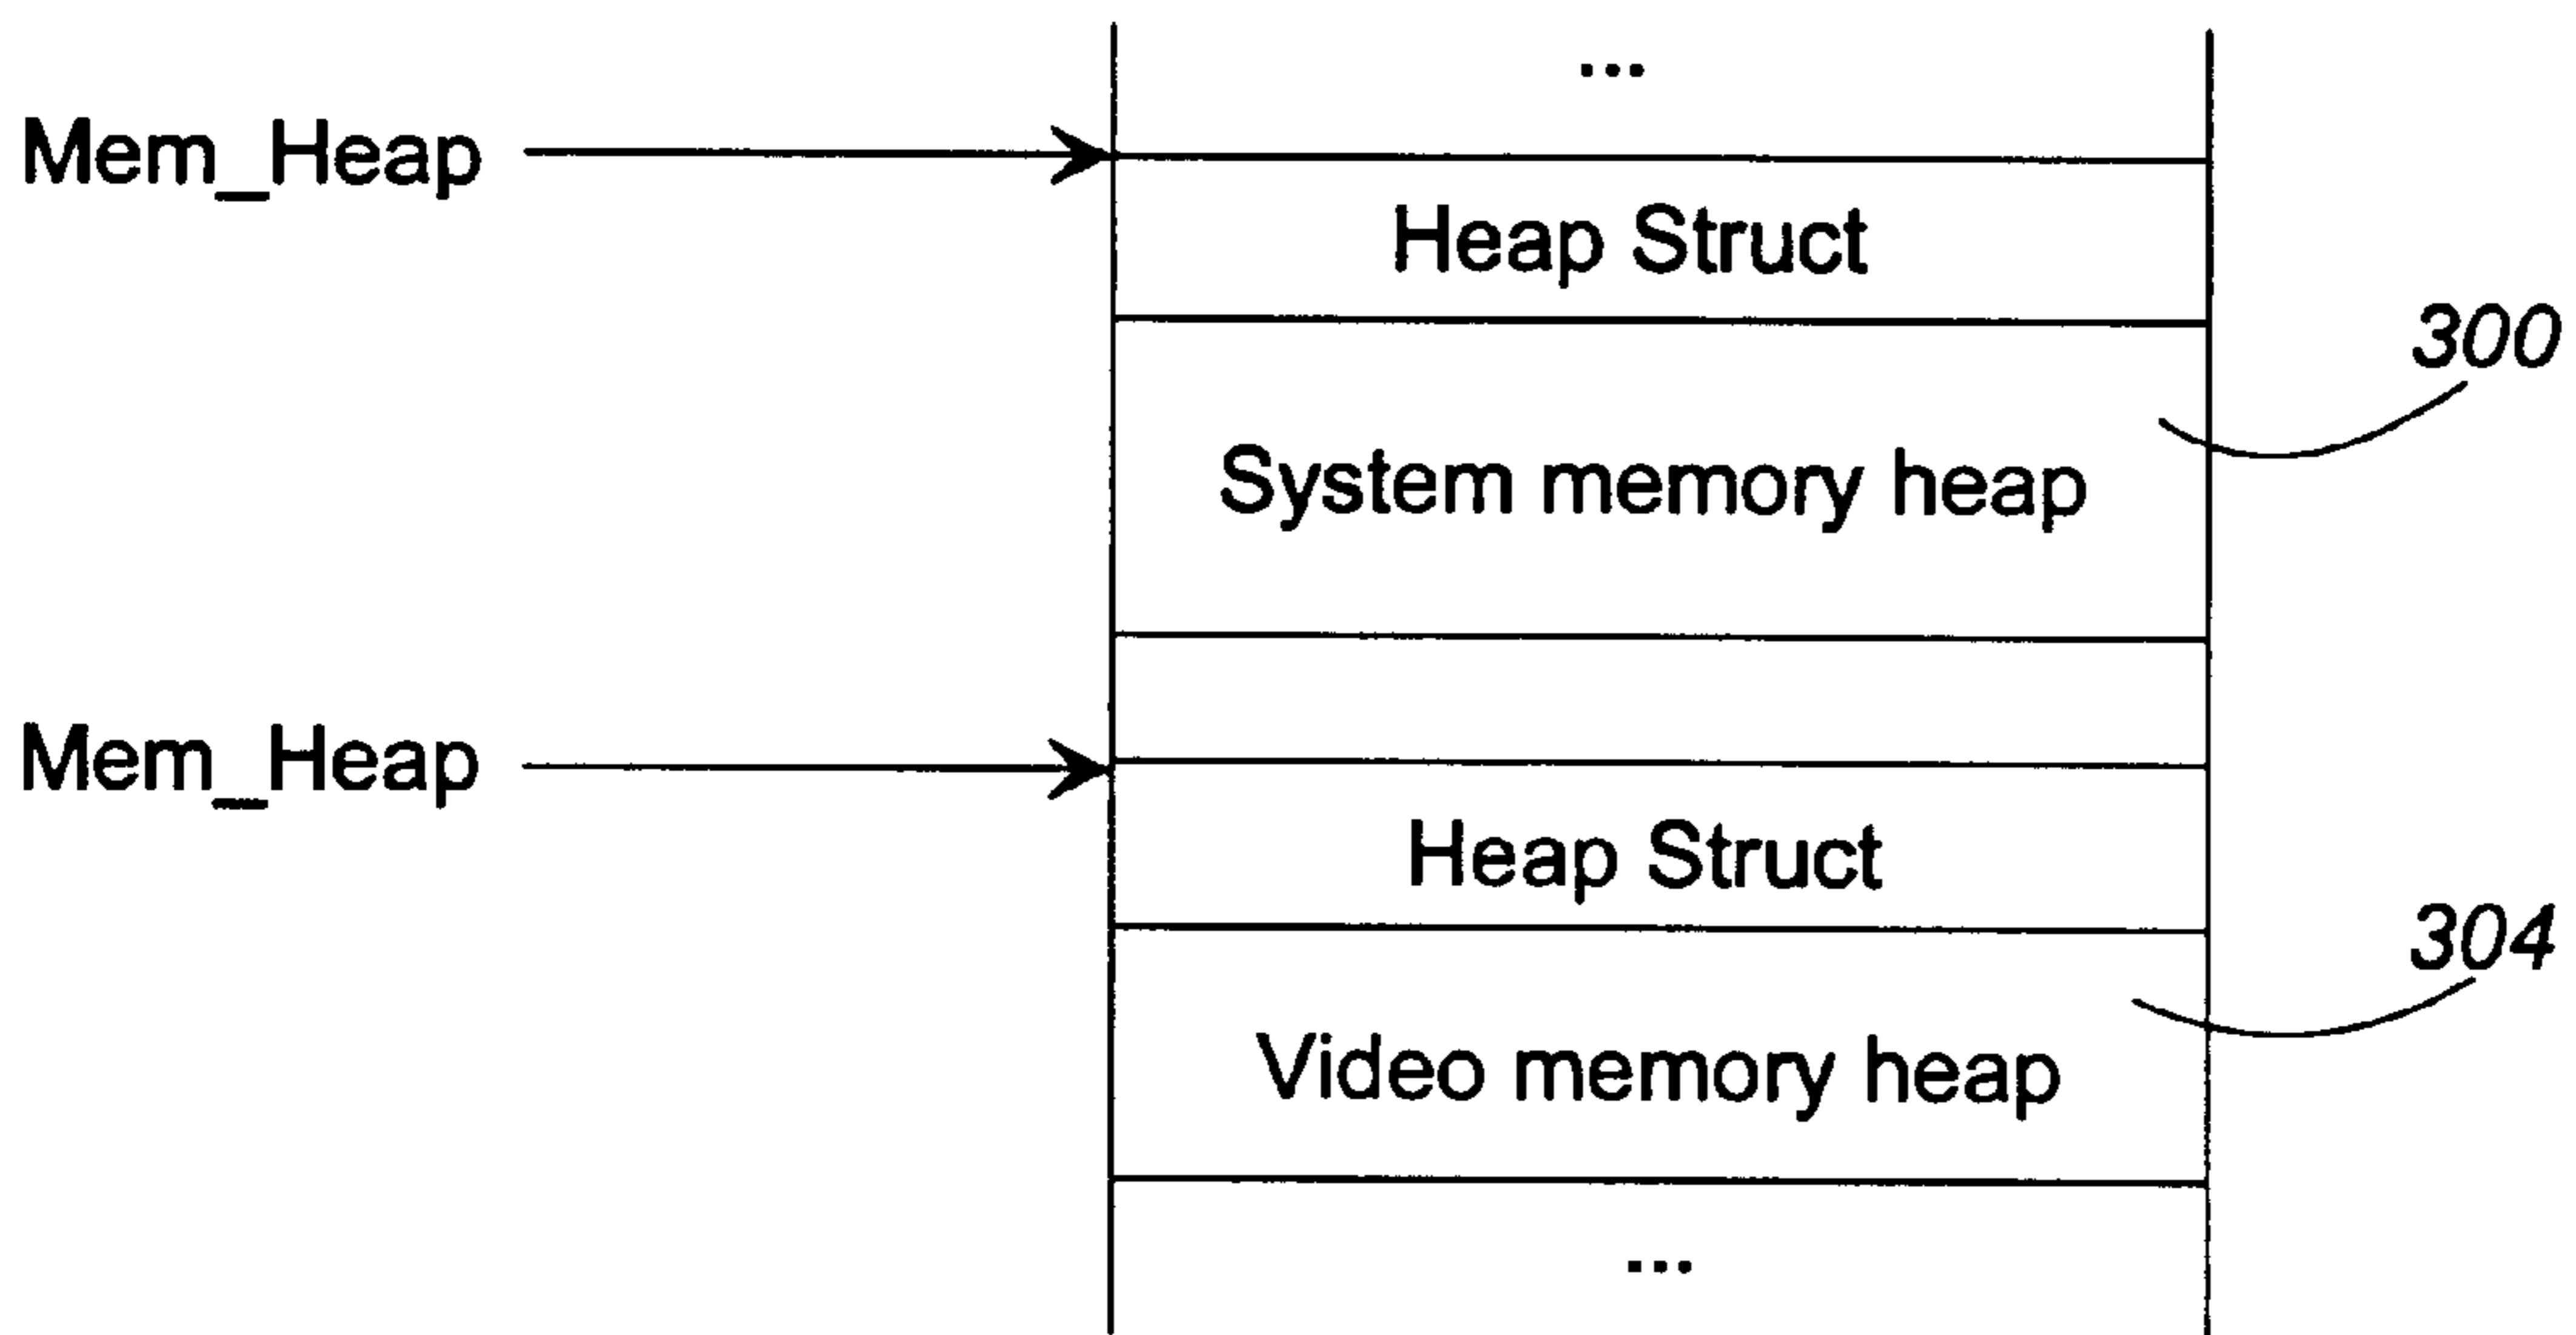 ...
Mem_Heap
Heap Struct
300
System memory heap
Mem_Heap
Heap Struct
304
Video memory heap
...